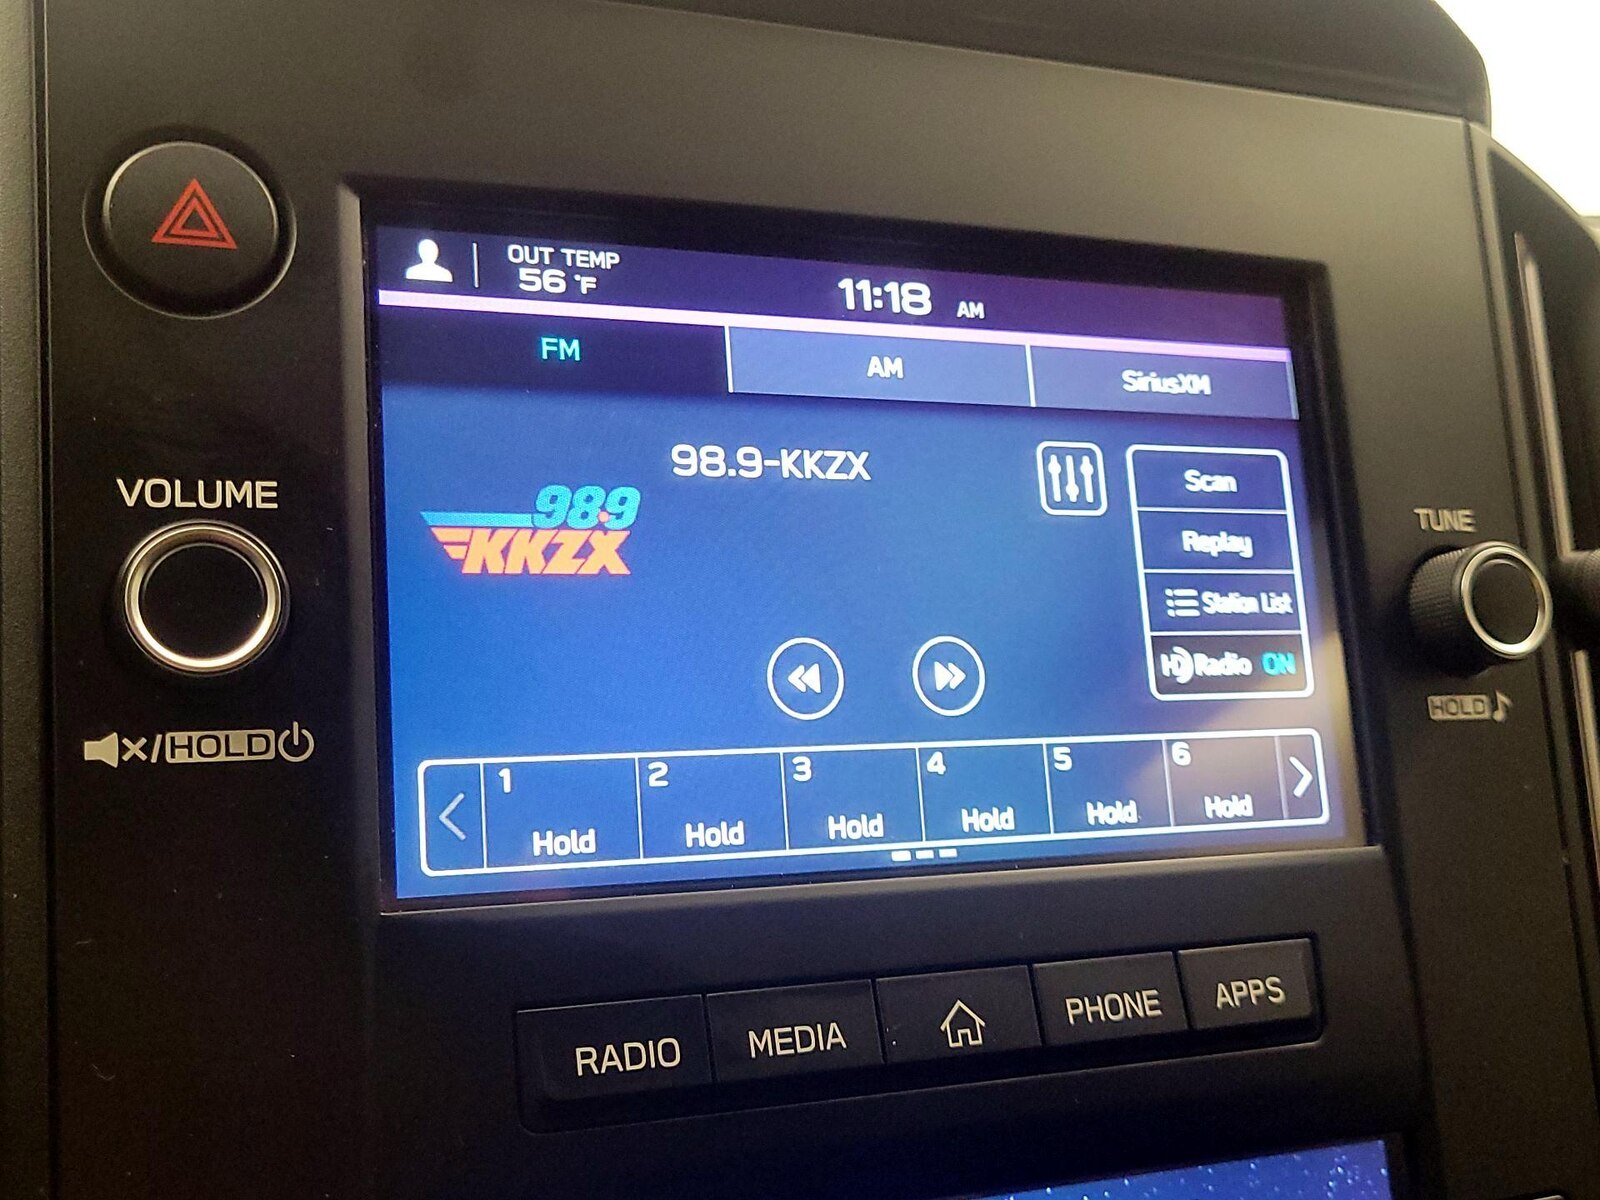 OUT TEMP
56 °F
11:18 AM
FM
AM
SiriusXM
98.9-KKZX
98.9
KKZX
Scan
Replay
Station List
HD Radio ON
VOLUME
/HOLD
TUNE
HOLD
1
Hold
2
Hold
3
Hold
4
Hold
5
Hold
6
Hold
RADIO
MEDIA
PHONE
APPS